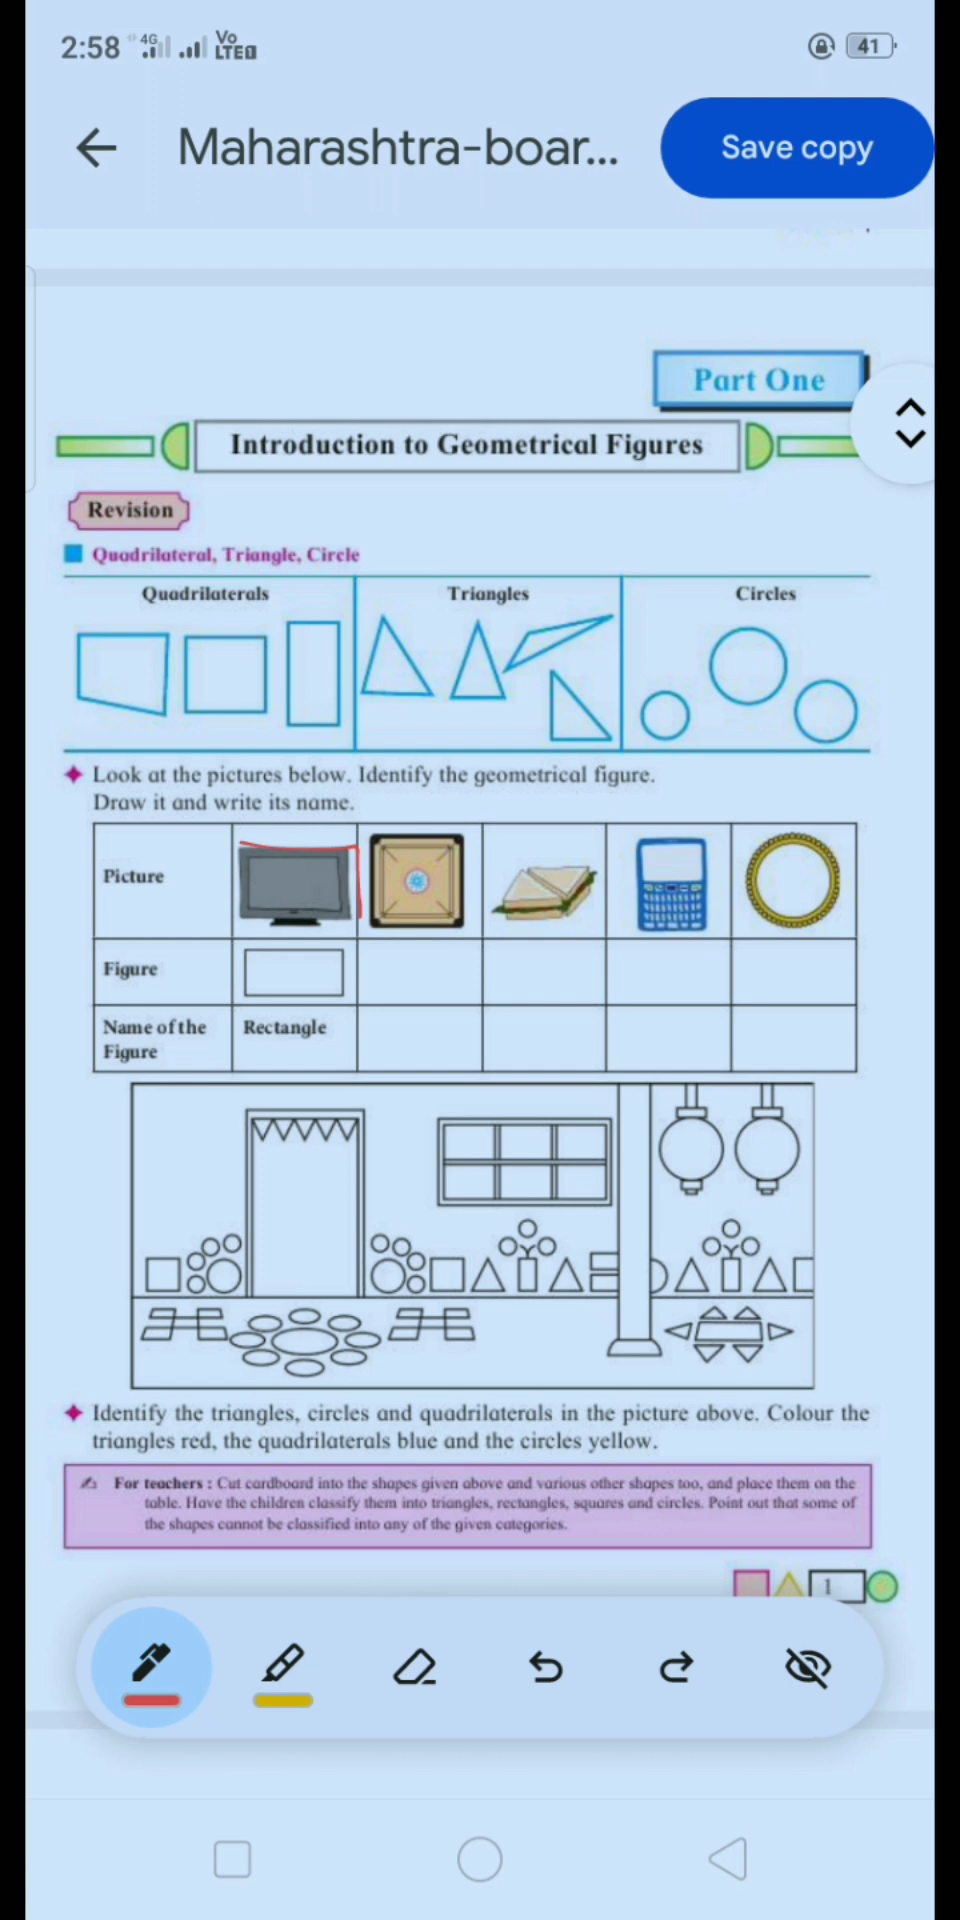 2:58 4G Vo LTE 41
Maharashtra-boar... Save copy
Part One
Introduction to Geometrical Figures
Revision
Quadrilateral, Triangle, Circle
Quadrilaterals Triangles Circles
Look at the pictures below. Identify the geometrical figure.
Draw it and write its name.
Picture
Figure
Name of the Rectangle
Figure
Identify the triangles, circles and quadrilaterals in the picture above. Colour the
triangles red, the quadrilaterals blue and the circles yellow.
For teachers : Cut cardboard into the shapes given above and various other shapes too, and place them on the
table. Have the children classify them into triangles, rectangles, squares and circles. Point out that some of
the shapes cannot be classified into any of the given categories.
1